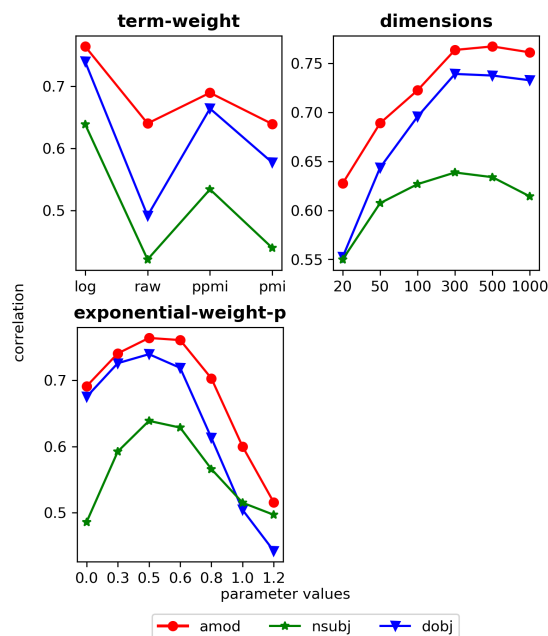 term-weight
dimensions
0.7
0.6
0.5
log raw ppmi pmi
0.75
0.70
0.65
0.60
0.55
20 50 100 300 500 1000
correlation
exponential-weight-p
0.7
0.6
0.5
0.0 0.3 0.5 0.6 0.8 1.0 1.2
parameter values
amod nsubj dobj